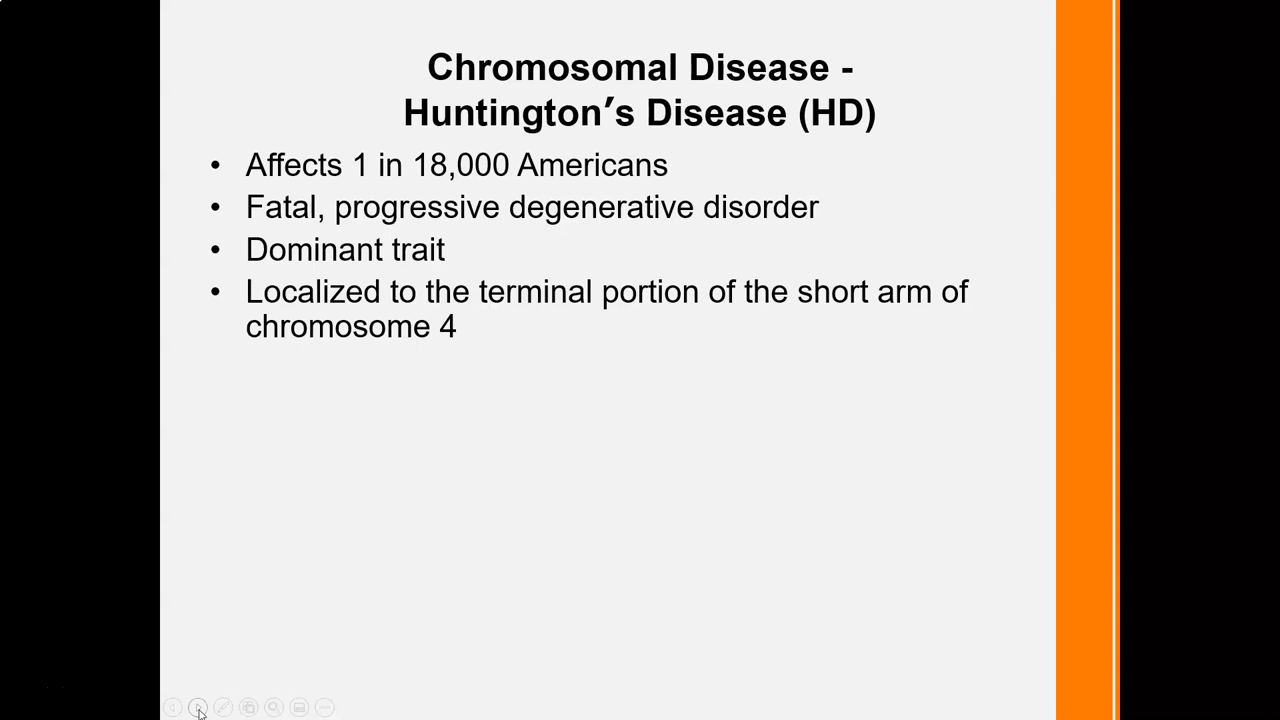 Chromosomal Disease -
Huntington’s Disease (HD)
• Affects 1 in 18,000 Americans
• Fatal, progressive degenerative disorder
• Dominant trait
• Localized to the terminal portion of the short arm of
chromosome 4